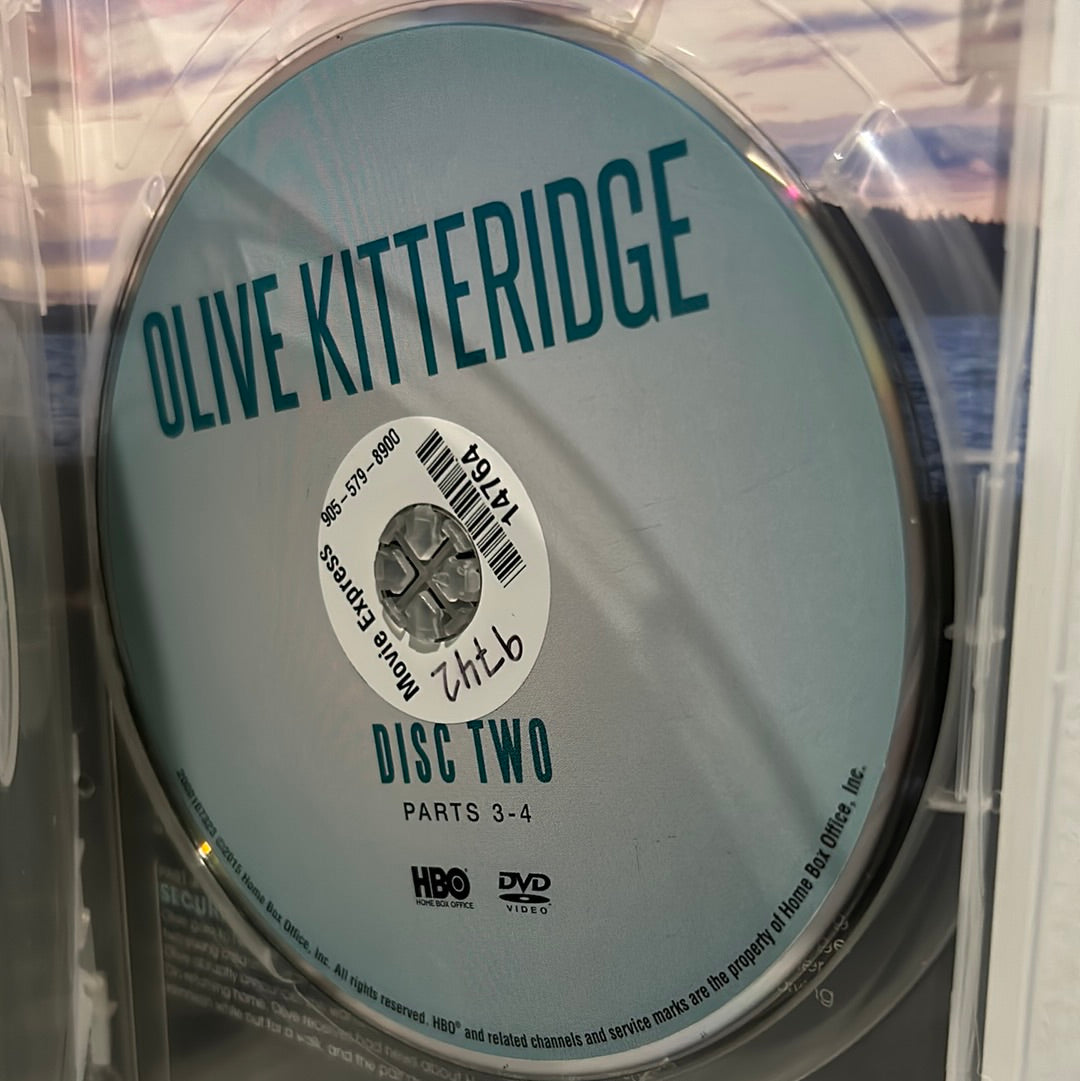 OLIVE KITTERIDGE
905-579-8900
14764
Movie Express
9742
DISC TWO
PARTS 3-4
HBO
HOME BOX OFFICE
DVD
VIDEO
©2015 Home Box Office, Inc. All rights reserved. HBO® and related channels and service marks are the property of Home Box Office, Inc.